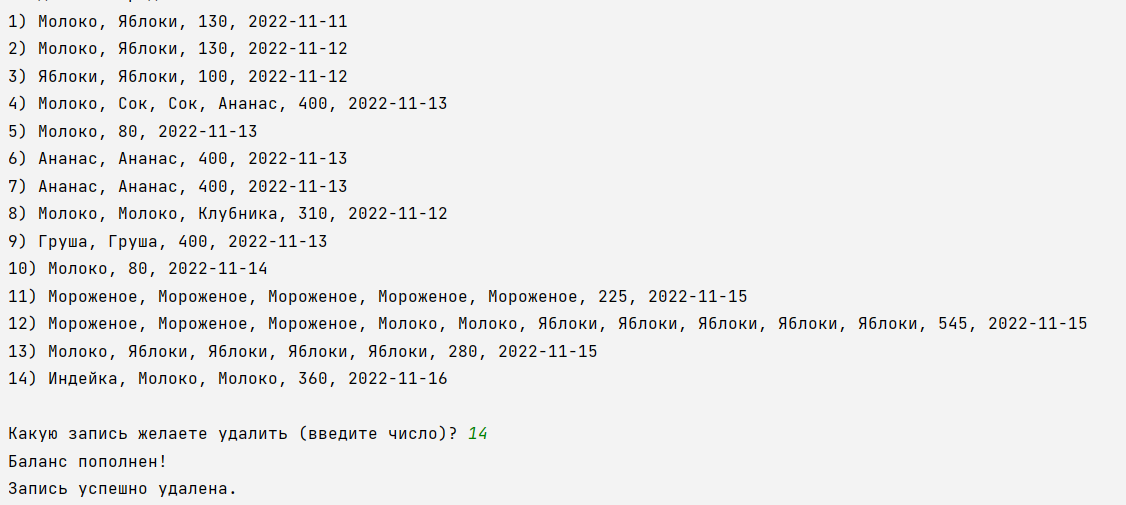 1) Молоко, Яблоки, 130, 2022-11-11
2) Молоко, Яблоки, 130, 2022-11-12
3) Яблоки, Яблоки, 100, 2022-11-12
4) Молоко, Сок, Сок, Ананас, 400, 2022-11-13
5) Молоко, 80, 2022-11-13
6) Ананас, Ананас, 400, 2022-11-13
7) Ананас, Ананас, 400, 2022-11-13
8) Молоко, Молоко, Клубника, 310, 2022-11-12
9) Груша, Груша, 400, 2022-11-13
10) Молоко, 80, 2022-11-14
11) Мороженое, Мороженое, Мороженое, Мороженое, Мороженое, 225, 2022-11-15
12) Мороженое, Мороженое, Мороженое, Молоко, Молоко, Яблоки, Яблоки, Яблоки, Яблоки, Яблоки, 545, 2022-11-15
13) Молоко, Яблоки, Яблоки, Яблоки, Яблоки, 280, 2022-11-15
14) Индейка, Молоко, Молоко, 360, 2022-11-16
Какую запись желаете удалить (введите число)? 14
Баланс пополнен!
Запись успешно удалена.